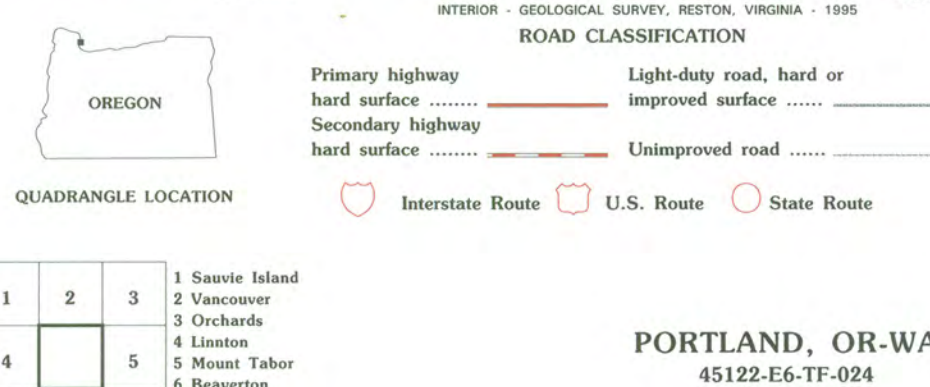 INTERIOR - GEOLOGICAL SURVEY, RESTON, VIRGINIA - 1995
ROAD CLASSIFICATION
Primary highway
hard surface ........
Light-duty road, hard or
improved surface ......
Secondary highway
hard surface ........
Unimproved road ......
Interstate Route
U.S. Route
State Route
OREGON
QUADRANGLE LOCATION
1 2 3
4 5
1 Sauvie Island
2 Vancouver
3 Orchards
4 Linnton
5 Mount Tabor
6 Beaverton
PORTLAND, OR-WA
45122-E6-TF-024